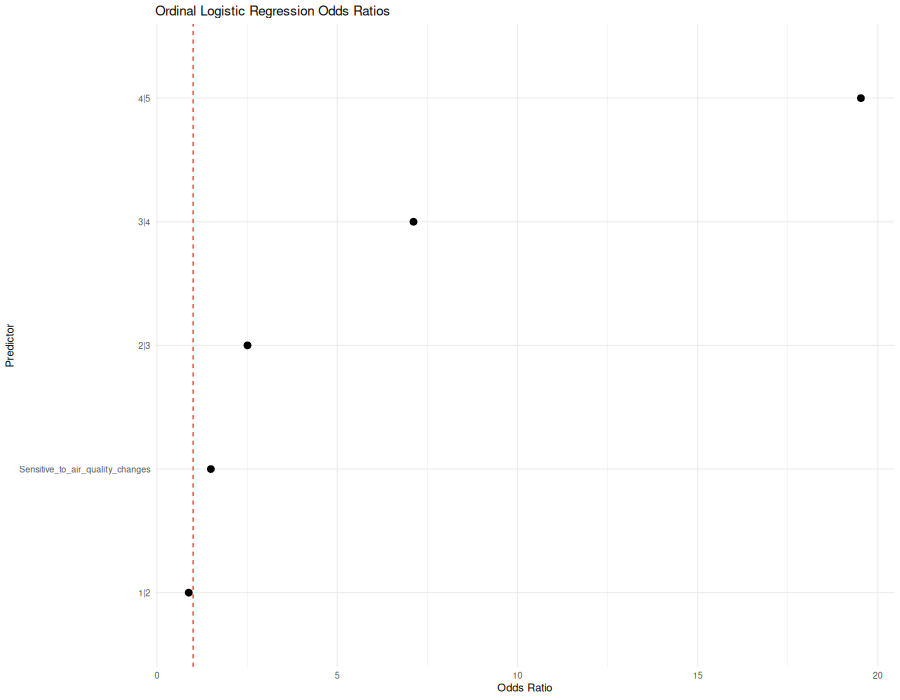 Ordinal Logistic Regression Odds Ratios
4|5
3|4
2|3
Sensitive_to_air_quality_changes
1|2
Predictor
0 5 10 15 20
Odds Ratio